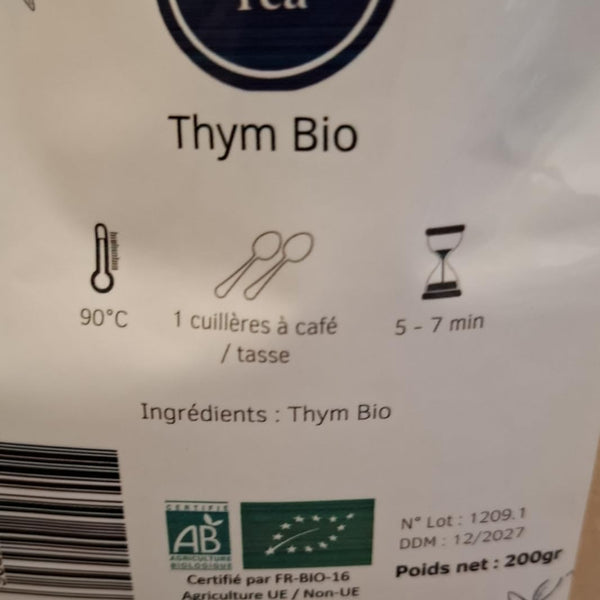 Tea
Thym Bio
90°C
1 cuillères à café
/ tasse
5 - 7 min
Ingrédients : Thym Bio
CERTIFIÉ
AB
AGRICULTURE
BIOLOGIQUE
N° Lot : 1209.1
DDM : 12/2027
Poids net : 200gr
Certifié par FR-BIO-16
Agriculture UE / Non-UE